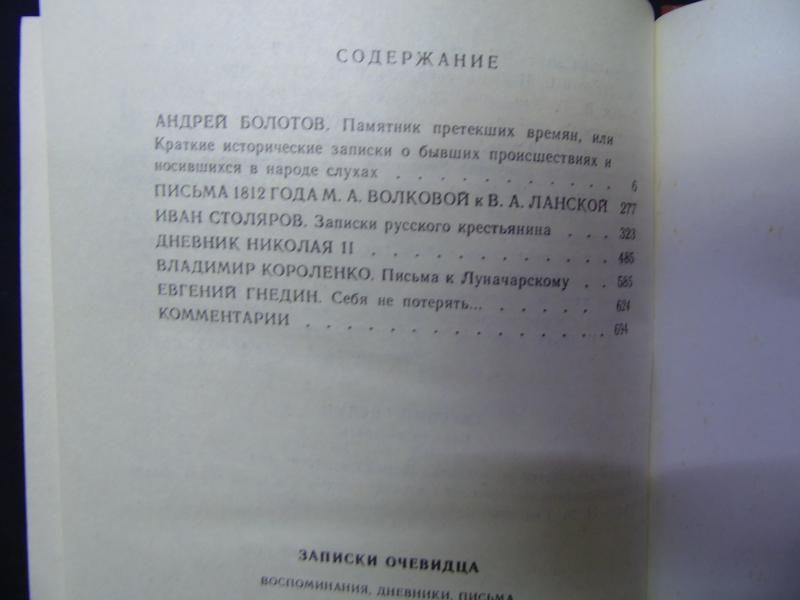 СОДЕРЖАНИЕ
АНДРЕЙ БОЛОТОВ. Памятник претекших времян, или
Краткие исторические записки о бывших происшествиях и
носившихся в народе слухах . . . . . . . . . . . 6
ПИСЬМА 1812 ГОДА М. А. ВОЛКОВОЙ к В. А. ЛАНСКОЙ 277
ИВАН СТОЛЯРОВ. Записки русского крестьянина . . . 323
ДНЕВНИК НИКОЛАЯ II . . . . . . . . . . . . 485
ВЛАДИМИР КОРОЛЕНКО. Письма к Луначарскому . . 585
ЕВГЕНИЙ ГНЕДИН. Себя не потерять... . . . . . 624
КОММЕНТАРИИ . . . . . . . . . . . . . . 694
ЗАПИСКИ ОЧЕВИДЦА
ВОСПОМИНАНИЯ, ДНЕВНИКИ, ПИСЬМА